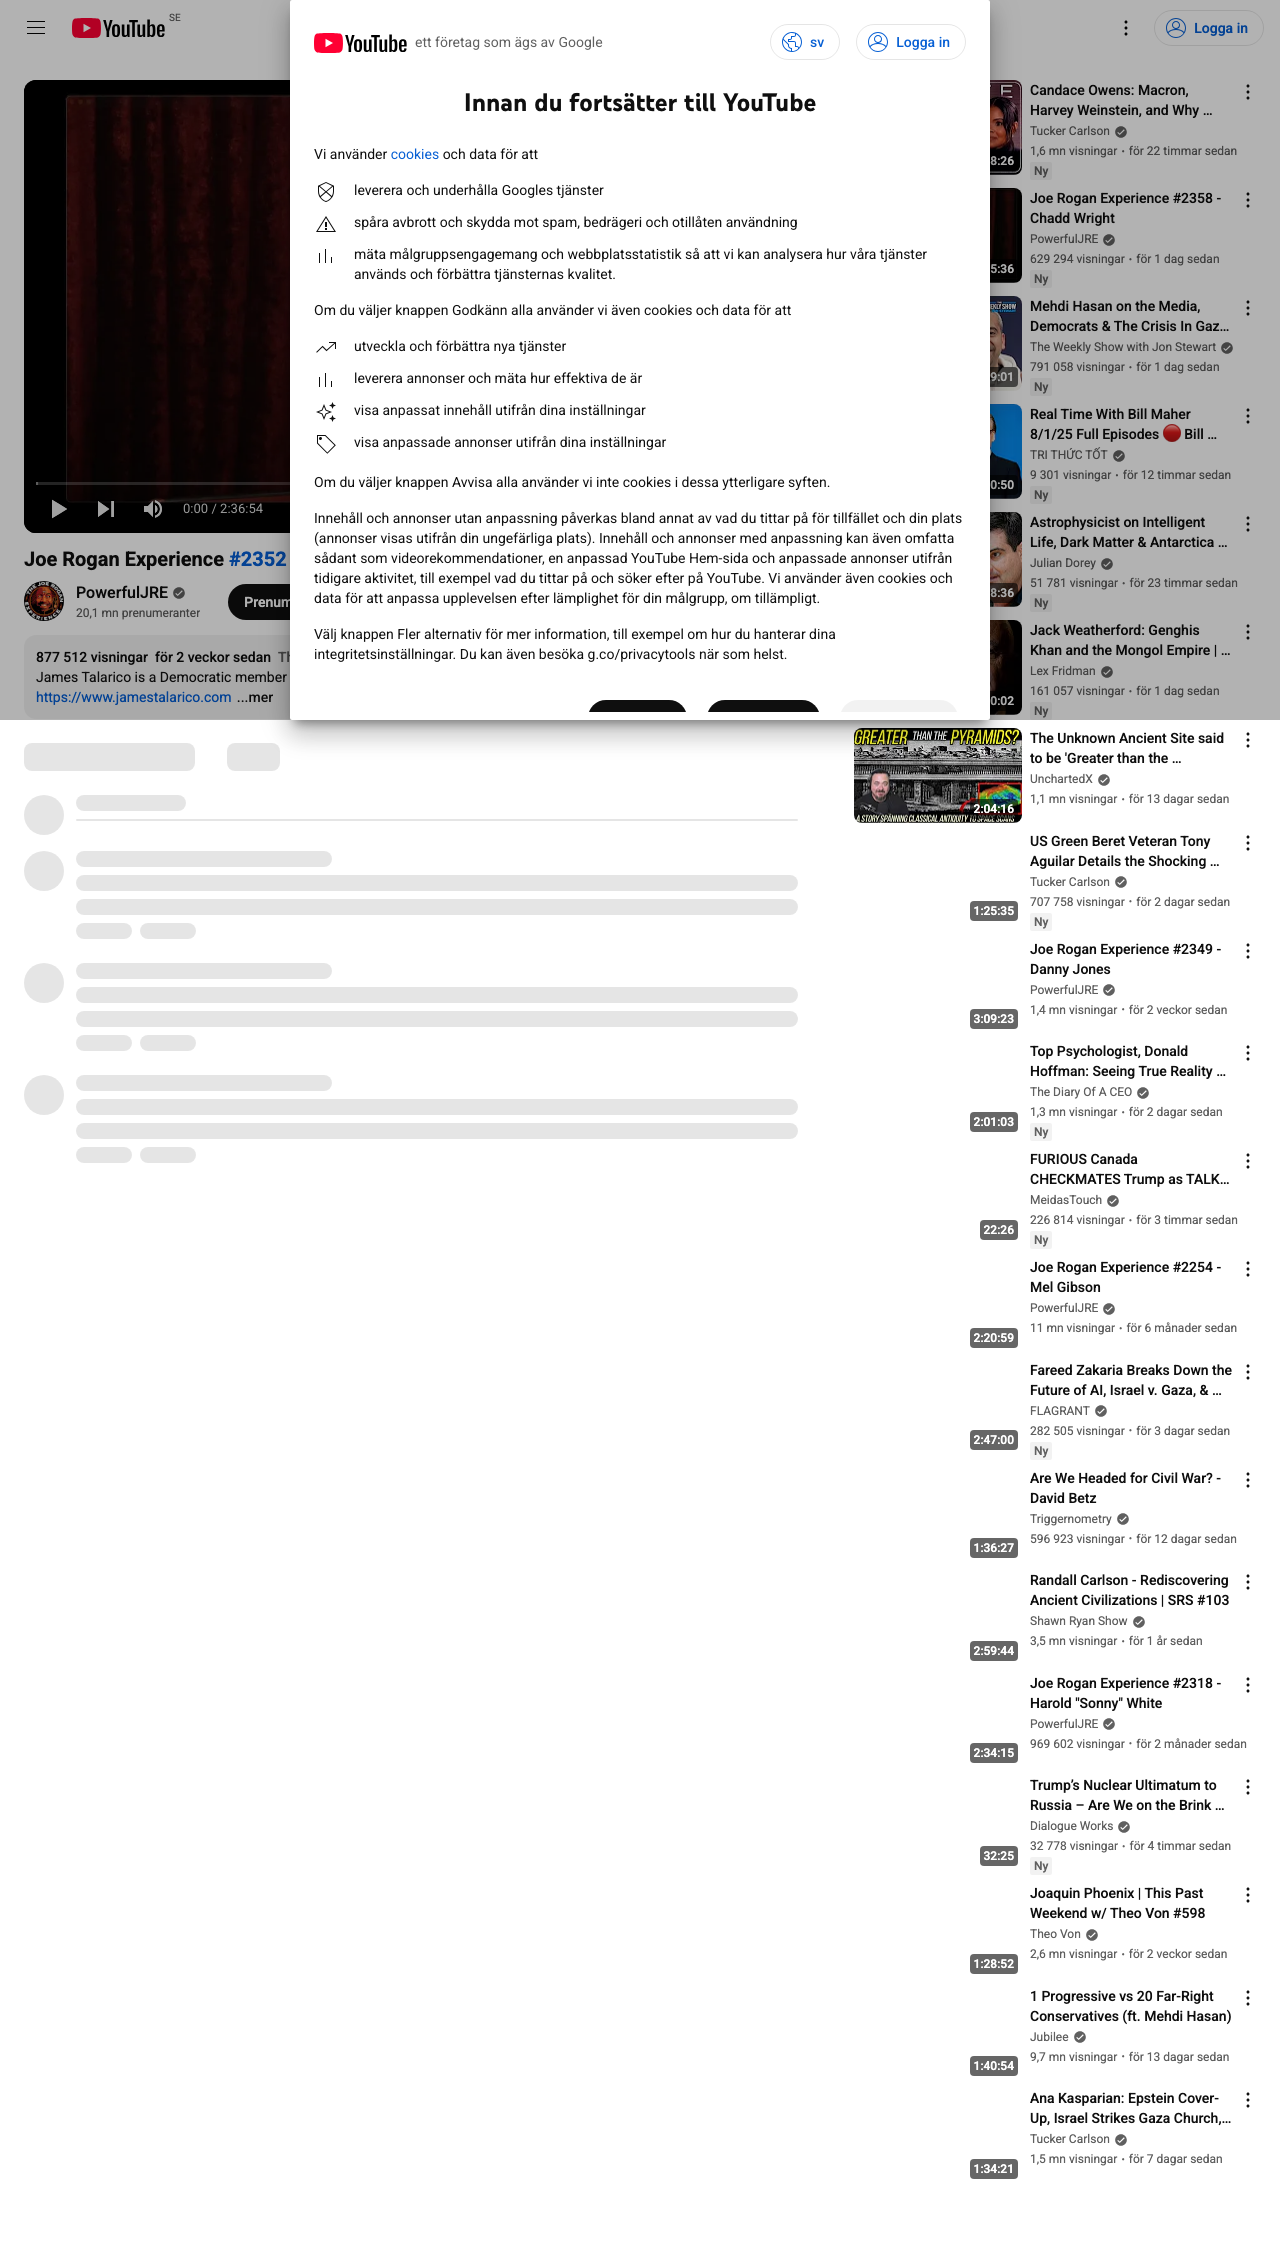 YouTube SE
Logga in
YouTube ett företag som ägs av Google
sv
Logga in
Innan du fortsätter till YouTube
Vi använder cookies och data för att
leverera och underhålla Googles tjänster
spåra avbrott och skydda mot spam, bedrägeri och otillåten användning
mäta målgruppsengagemang och webbplatsstatistik så att vi kan analysera hur våra tjänster
används och förbättra tjänsternas kvalitet.
Om du väljer knappen Godkänn alla använder vi även cookies och data för att
utveckla och förbättra nya tjänster
leverera annonser och mäta hur effektiva de är
visa anpassat innehåll utifrån dina inställningar
visa anpassade annonser utifrån dina inställningar
Om du väljer knappen Avvisa alla använder vi inte cookies i dessa ytterligare syften.
Innehåll och annonser utan anpassning påverkas bland annat av vad du tittar på för tillfället och din plats
(annonser visas utifrån din ungefärliga plats). Innehåll och annonser med anpassning kan även omfatta
sådant som videorekommendationer, en anpassad YouTube Hem-sida och anpassade annonser utifrån
tidigare aktivitet, till exempel vad du tittar på och söker efter på YouTube. Vi använder även cookies och
data för att anpassa upplevelsen efter lämplighet för din målgrupp, om tillämpligt.
Välj knappen Fler alternativ för mer information, till exempel om hur du hanterar dina
integritetsinställningar. Du kan även besöka g.co/privacytools när som helst.
0:00 / 2:36:54
Joe Rogan Experience #2352
PowerfulJRE
20,1 mn prenumeranter
Prenum
877 512 visningar för 2 veckor sedan Th
James Talarico is a Democratic member
https://www.jamestalarico.com ...mer
8:26
Candace Owens: Macron,
Harvey Weinstein, and Why ...
Tucker Carlson
1,6 mn visningar • för 22 timmar sedan
Ny
5:36
Joe Rogan Experience #2358 -
Chadd Wright
PowerfulJRE
629 294 visningar • för 1 dag sedan
Ny
9:01
Mehdi Hasan on the Media,
Democrats & The Crisis In Gaz...
The Weekly Show with Jon Stewart
791 058 visningar • för 1 dag sedan
Ny
0:50
Real Time With Bill Maher
8/1/25 Full Episodes 🔴 Bill ...
TRI THỨC TỐT
9 301 visningar • för 12 timmar sedan
Ny
8:36
Astrophysicist on Intelligent
Life, Dark Matter & Antarctica ...
Julian Dorey
51 781 visningar • för 23 timmar sedan
Ny
0:02
Jack Weatherford: Genghis
Khan and the Mongol Empire | ...
Lex Fridman
161 057 visningar • för 1 dag sedan
Ny
GREATER THAN THE PYRAMIDS?
A STORY SPANNING CLASSICAL ANTIQUITY TO SPACE SCANS
2:04:16
The Unknown Ancient Site said
to be 'Greater than the ...
UnchartedX
1,1 mn visningar • för 13 dagar sedan
1:25:35
US Green Beret Veteran Tony
Aguilar Details the Shocking ...
Tucker Carlson
707 758 visningar • för 2 dagar sedan
Ny
3:09:23
Joe Rogan Experience #2349 -
Danny Jones
PowerfulJRE
1,4 mn visningar • för 2 veckor sedan
2:01:03
Top Psychologist, Donald
Hoffman: Seeing True Reality ...
The Diary Of A CEO
1,3 mn visningar • för 2 dagar sedan
Ny
22:26
FURIOUS Canada
CHECKMATES Trump as TALK...
MeidasTouch
226 814 visningar • för 3 timmar sedan
Ny
2:20:59
Joe Rogan Experience #2254 -
Mel Gibson
PowerfulJRE
11 mn visningar • för 6 månader sedan
2:47:00
Fareed Zakaria Breaks Down the
Future of AI, Israel v. Gaza, & ...
FLAGRANT
282 505 visningar • för 3 dagar sedan
Ny
1:36:27
Are We Headed for Civil War? -
David Betz
Triggernometry
596 923 visningar • för 12 dagar sedan
2:59:44
Randall Carlson - Rediscovering
Ancient Civilizations | SRS #103
Shawn Ryan Show
3,5 mn visningar • för 1 år sedan
2:34:15
Joe Rogan Experience #2318 -
Harold "Sonny" White
PowerfulJRE
969 602 visningar • för 2 månader sedan
32:25
Trump’s Nuclear Ultimatum to
Russia – Are We on the Brink ...
Dialogue Works
32 778 visningar • för 4 timmar sedan
Ny
1:28:52
Joaquin Phoenix | This Past
Weekend w/ Theo Von #598
Theo Von
2,6 mn visningar • för 2 veckor sedan
1:40:54
1 Progressive vs 20 Far-Right
Conservatives (ft. Mehdi Hasan)
Jubilee
9,7 mn visningar • för 13 dagar sedan
1:34:21
Ana Kasparian: Epstein Cover-
Up, Israel Strikes Gaza Church,...
Tucker Carlson
1,5 mn visningar • för 7 dagar sedan